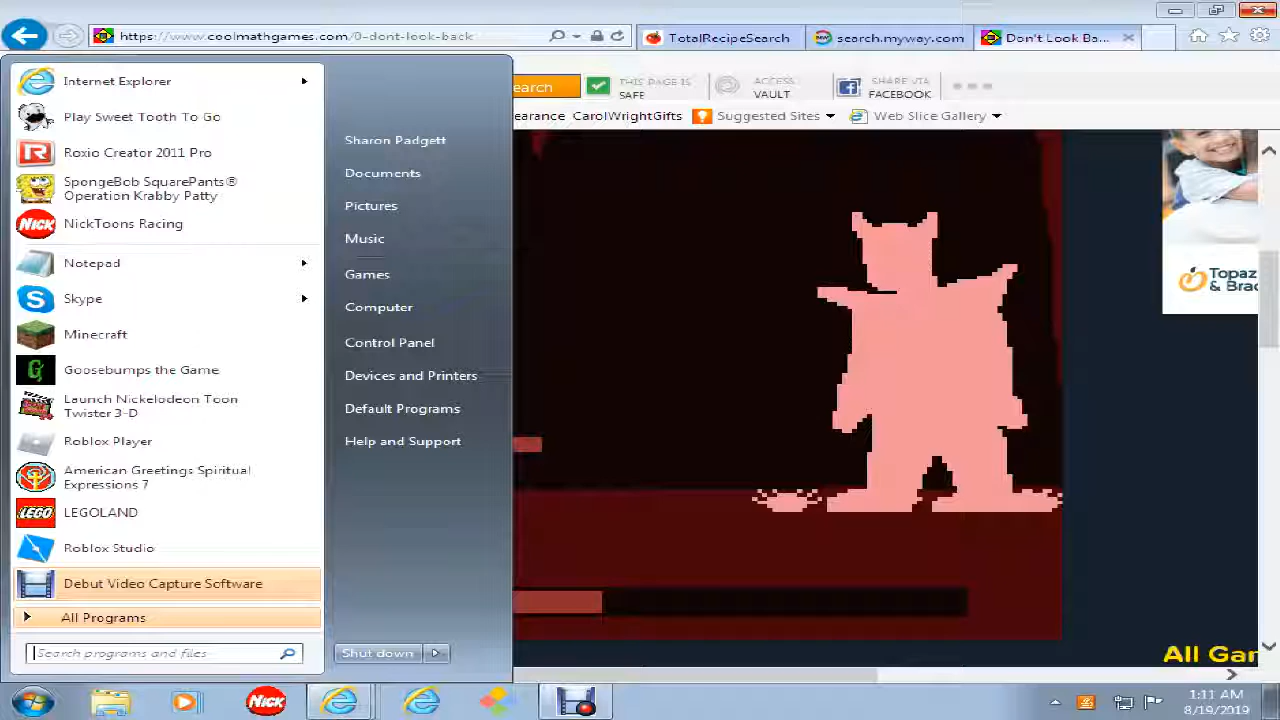 https://www.coolmathgames.com/0-dont-look-back
TotalRecipeSearch
search.myway.com
Don't Look Ba...
earch
THIS PAGE IS
SAFE
ACCESS
VAULT
SHARE VIA
FACEBOOK
earance CarolWrightGifts Suggested Sites Web Slice Gallery
Internet Explorer
Play Sweet Tooth To Go
Roxio Creator 2011 Pro
SpongeBob SquarePants®
Operation Krabby Patty
NICK
NickToons Racing
Notepad
Skype
Minecraft
Goosebumps the Game
Launch Nickelodeon Toon
Twister 3-D
Roblox Player
American Greetings Spiritual
Expressions 7
LEGO
LEGOLAND
Roblox Studio
Debut Video Capture Software
All Programs
Search programs and files
Sharon Padgett
Documents
Pictures
Music
Games
Computer
Control Panel
Devices and Printers
Default Programs
Help and Support
Shut down
Topaz
& Brac
All Gar
NICK
1:11 AM
8/19/2019